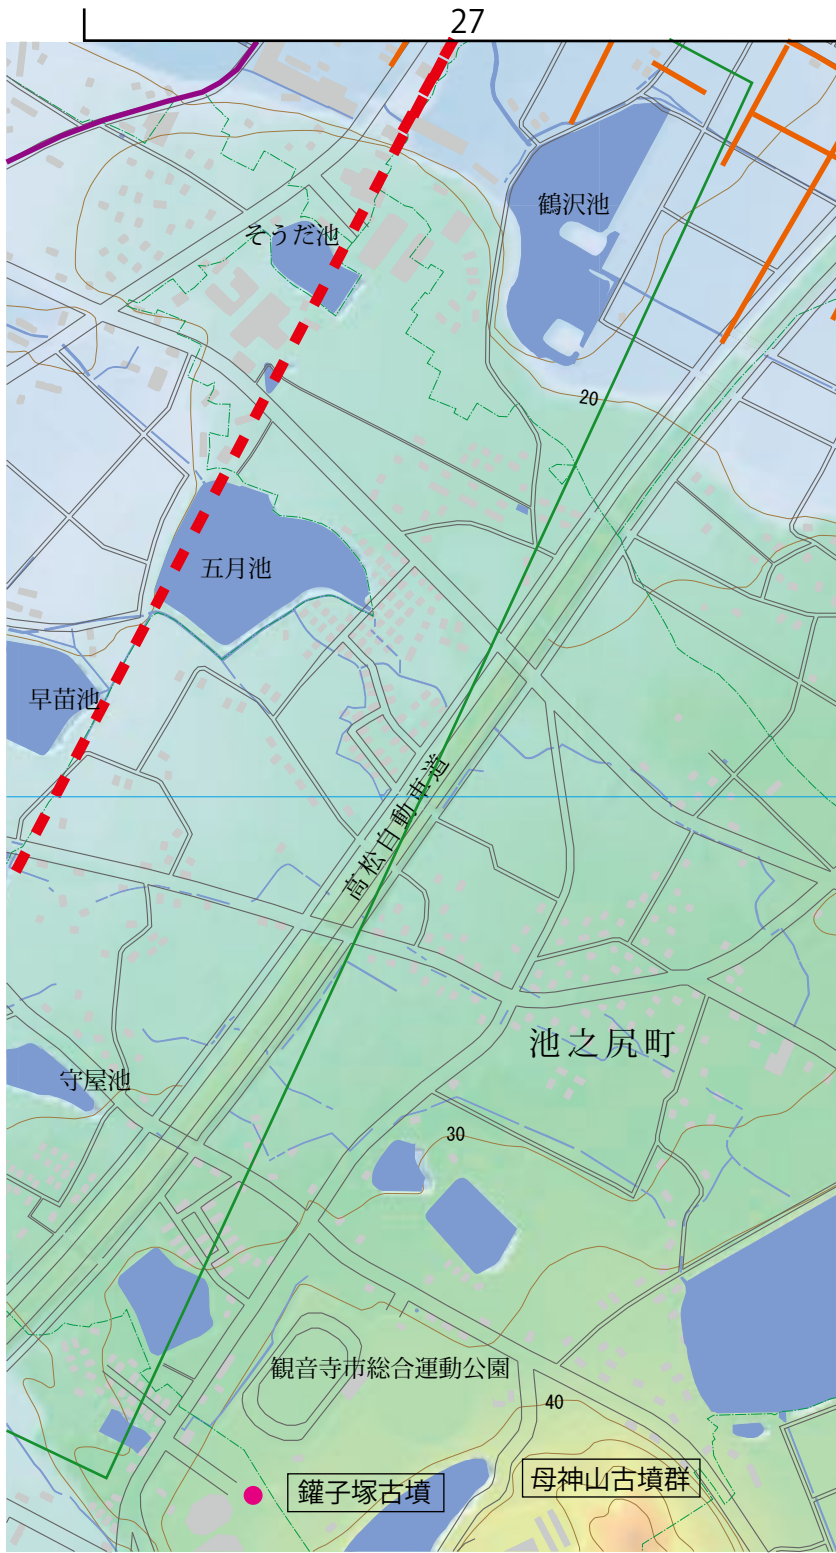 27
鶴沢池
そうだ池
20
五月池
早苗池
高松自動車道
池之尻町
守屋池
30
観音寺市総合運動公園
40
母神山古墳群
鑵子塚古墳